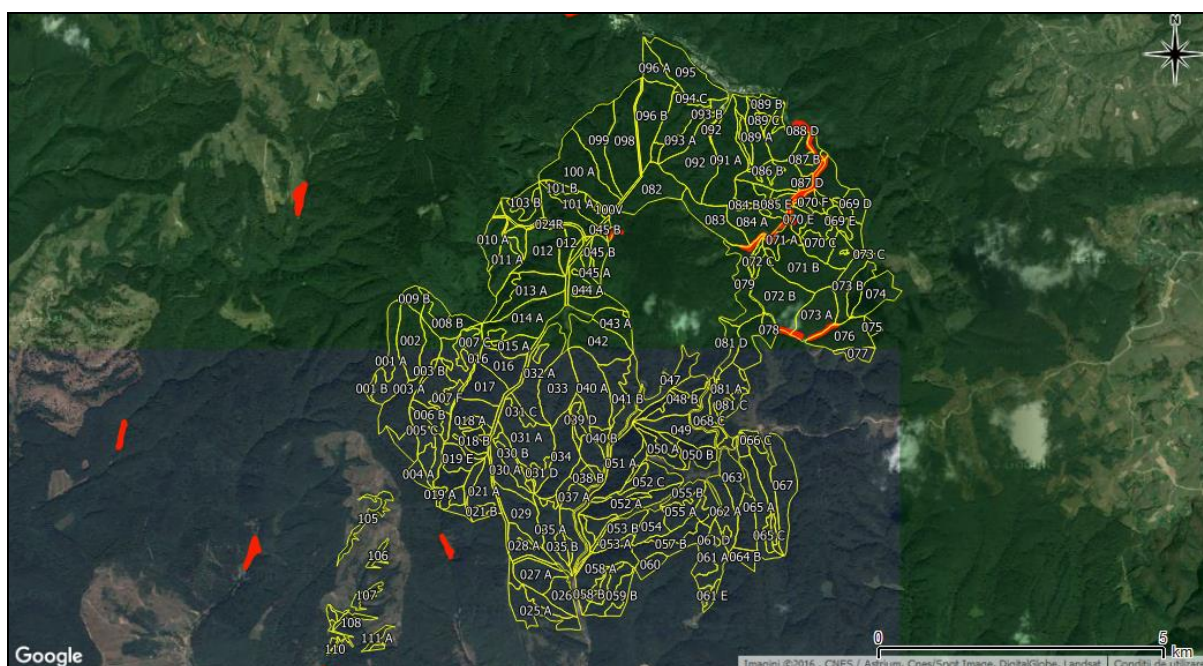 N
096 A
095
094 C
089 B
096 B
093 B
089 C
099
098
092
088 D
093 A
089 A
092
091 A
087 B
100 A
086 B
101 B
082
087 D
103 B
101 A
084 B
085 E
070 F
069 D
100V
024R
083
084 A
070 E
069 E
045 B
010 A
012
012
071 A
070 C
011 A
045 B
072 C
073 C
045 A
071 B
013 A
044 A
079
073 B
074
009 B
072 B
014 A
043 A
073 A
008 B
078
076
075
002
007 C
015 A
042
081 D
077
001 A
016
016
032 A
003 B
047
001 B
003 A
017
033
040 A
081 A
007 F
041 B
048 B
006 B
031 C
081 C
005 C
018 A
039 D
068 C
049
018 B
031 A
040 B
066 C
030 B
050 A
050 B
019 E
034
051 A
004 A
030 A
031 D
038 B
052 C
063
067
019 A
021 A
037 A
055 B
052 A
065 A
105
021 B
029
055 A
062 A
035 A
053 B
054
065 C
028 A
035 B
053 A
057 B
061 D
106
061 A
064 B
027 A
058 A
060
107
026
058 B
059 B
061 E
025 A
108
111 A
110
0
5
km
Google